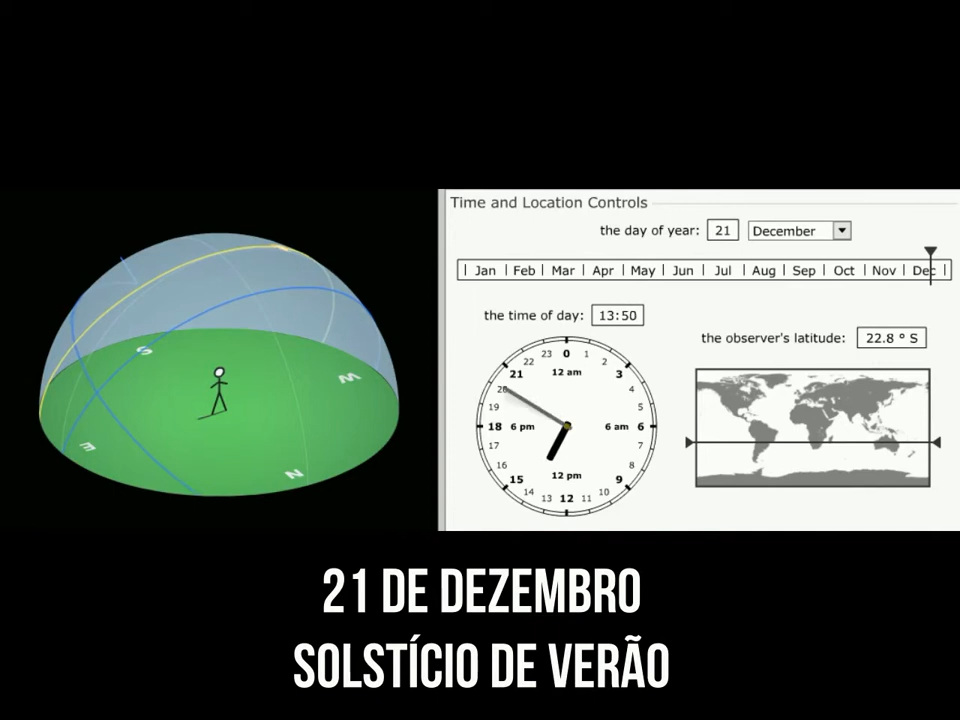 Time and Location Controls
the day of year: 21 December
Jan Feb Mar Apr May Jun Jul Aug Sep Oct Nov Dec
the time of day: 13:50
the observer's latitude: 22.8 ° S
23 0 1
22 12 am 2
21 3
20 4
19 5
18 6 pm 6 am 6
17 7
16 8
15 12 pm 9
14 10
13 12 11
S
W
E
N
21 DE DEZEMBRO
SOLSTÍCIO DE VERÃO